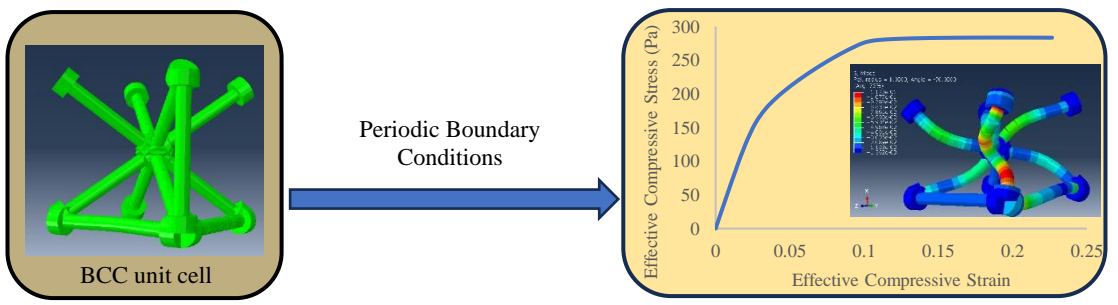 BCC unit cell
Periodic Boundary
Conditions
Effective Compressive Stress (Pa)
300
250
200
150
100
50
0
0
0.05
0.1
0.15
0.2
0.25
Effective Compressive Strain
S, Mises